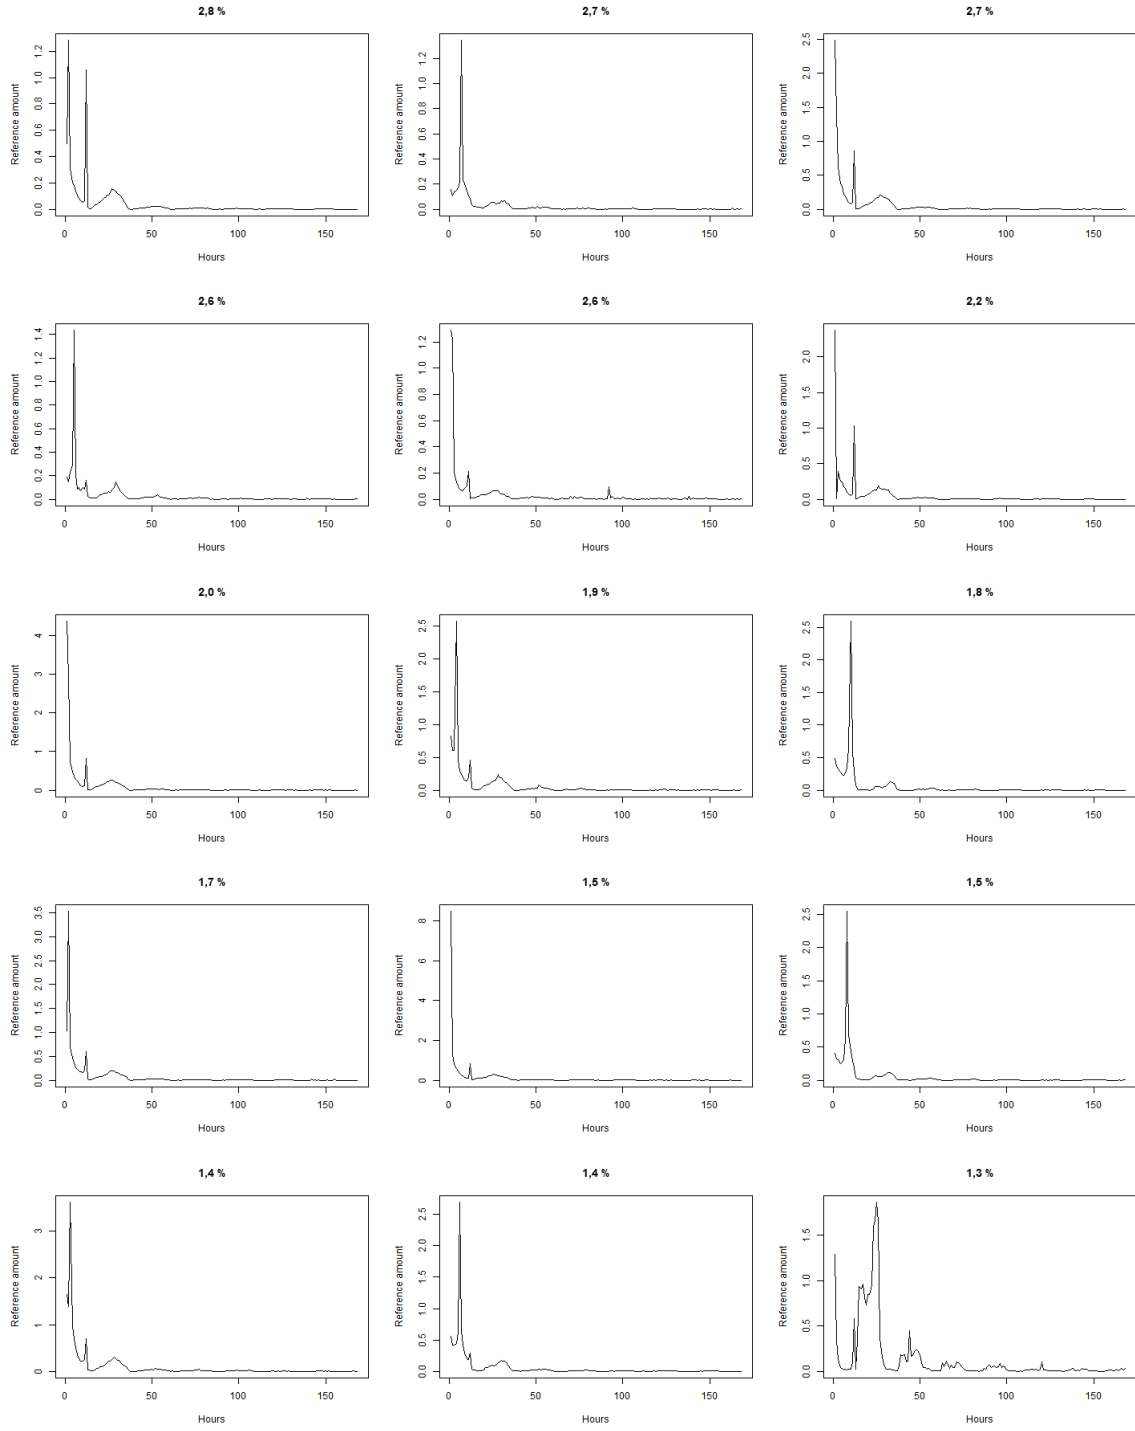 2,8 %
2,7 %
2,7 %
Reference amount
0.0 0.2 0.4 0.6 0.8 1.0 1.2
Reference amount
0.0 0.2 0.4 0.6 0.8 1.0 1.2
Reference amount
0.0 0.5 1.0 1.5 2.0 2.5
0 50 100 150
0 50 100 150
0 50 100 150
Hours
Hours
Hours
2,6 %
2,6 %
2,2 %
Reference amount
0.0 0.2 0.4 0.6 0.8 1.0 1.2 1.4
Reference amount
0.0 0.2 0.4 0.6 0.8 1.0 1.2
Reference amount
0.0 0.5 1.0 1.5 2.0
0 50 100 150
0 50 100 150
0 50 100 150
Hours
Hours
Hours
2,0 %
1,9 %
1,8 %
Reference amount
0 1 2 3 4
Reference amount
0.0 0.5 1.0 1.5 2.0 2.5
Reference amount
0.0 0.5 1.0 1.5 2.0 2.5
0 50 100 150
0 50 100 150
0 50 100 150
Hours
Hours
Hours
1,7 %
1,5 %
1,5 %
Reference amount
0.0 0.5 1.0 1.5 2.0 2.5 3.0 3.5
Reference amount
0 2 4 6 8
Reference amount
0.0 0.5 1.0 1.5 2.0 2.5
0 50 100 150
0 50 100 150
0 50 100 150
Hours
Hours
Hours
1,4 %
1,4 %
1,3 %
Reference amount
0 1 2 3
Reference amount
0.0 0.5 1.0 1.5 2.0 2.5
Reference amount
0.0 0.5 1.0 1.5
0 50 100 150
0 50 100 150
0 50 100 150
Hours
Hours
Hours